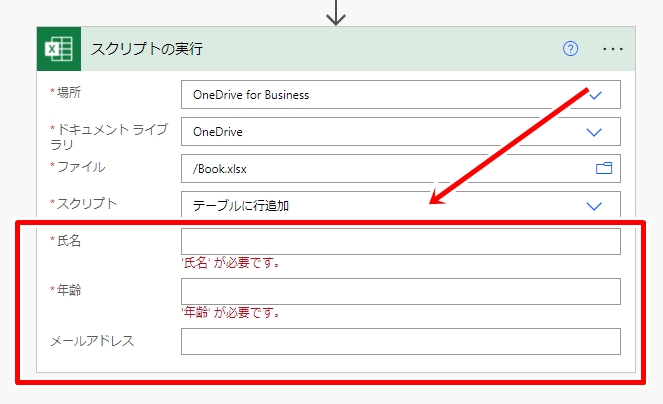 スクリプトの実行
*場所
OneDrive for Business
*ドキュメント ライブ
ラリ
OneDrive
*ファイル
/Book.xlsx
*スクリプト
テーブルに行追加
*氏名
'氏名' が必要です。
*年齢
'年齢' が必要です。
メールアドレス